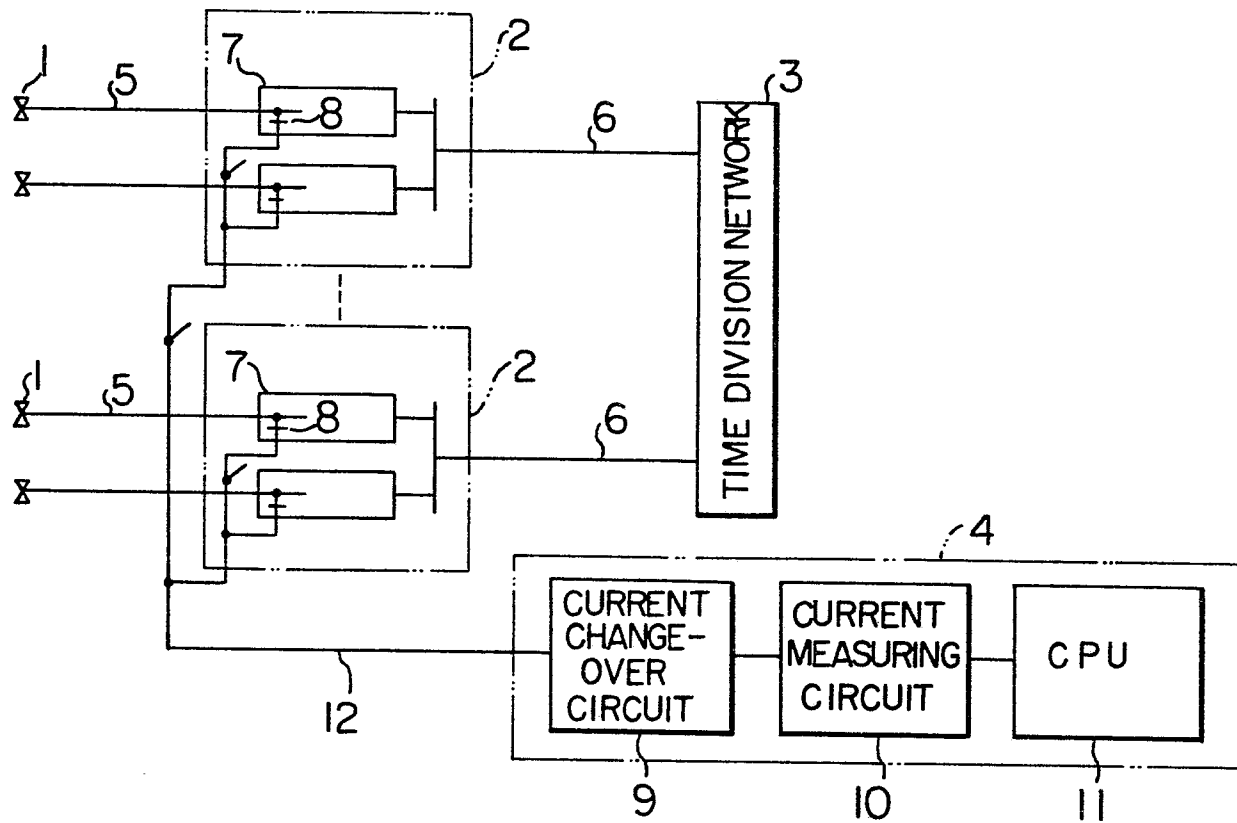 1
5
7
8
2
6
3
TIME DIVISION NETWORK
1
5
7
8
2
6
4
CURRENT
CHANGE-
OVER
CIRCUIT
CURRENT
MEASURING
CIRCUIT
CPU
12
9
10
11